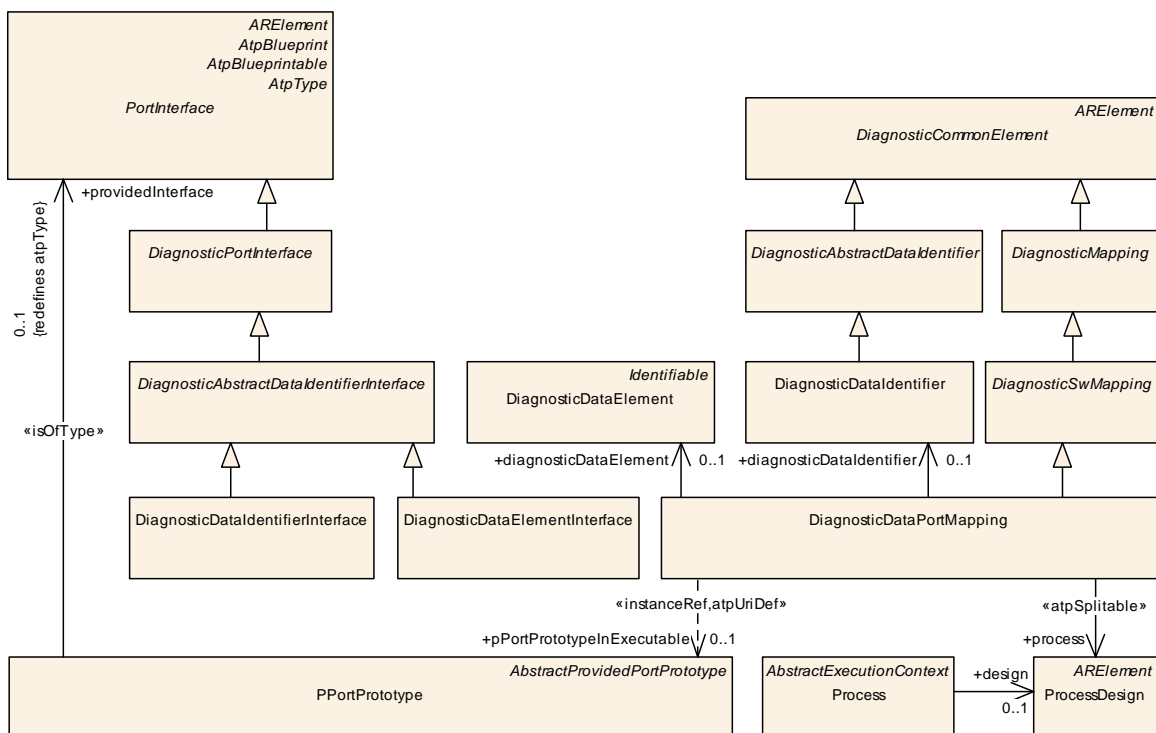 ARElement
AtpBlueprint
AtpBlueprintable
AtpType
PortInterface
ARElement
DiagnosticCommonElement
+providedInterface
0..1
{redefines atpType}
DiagnosticPortInterface
DiagnosticAbstractDataIdentifier
DiagnosticMapping
DiagnosticAbstractDataIdentifierInterface
Identifiable
DiagnosticDataElement
DiagnosticDataIdentifier
DiagnosticSwMapping
«isOfType»
+diagnosticDataElement
0..1
+diagnosticDataIdentifier
0..1
DiagnosticDataIdentifierInterface
DiagnosticDataElementInterface
DiagnosticDataPortMapping
«instanceRef,atpUriDef»
«atpSplitable»
+pPortPrototypeInExecutable
0..1
+process
AbstractProvidedPortPrototype
PPortPrototype
AbstractExecutionContext
Process
+design
0..1
ARElement
ProcessDesign